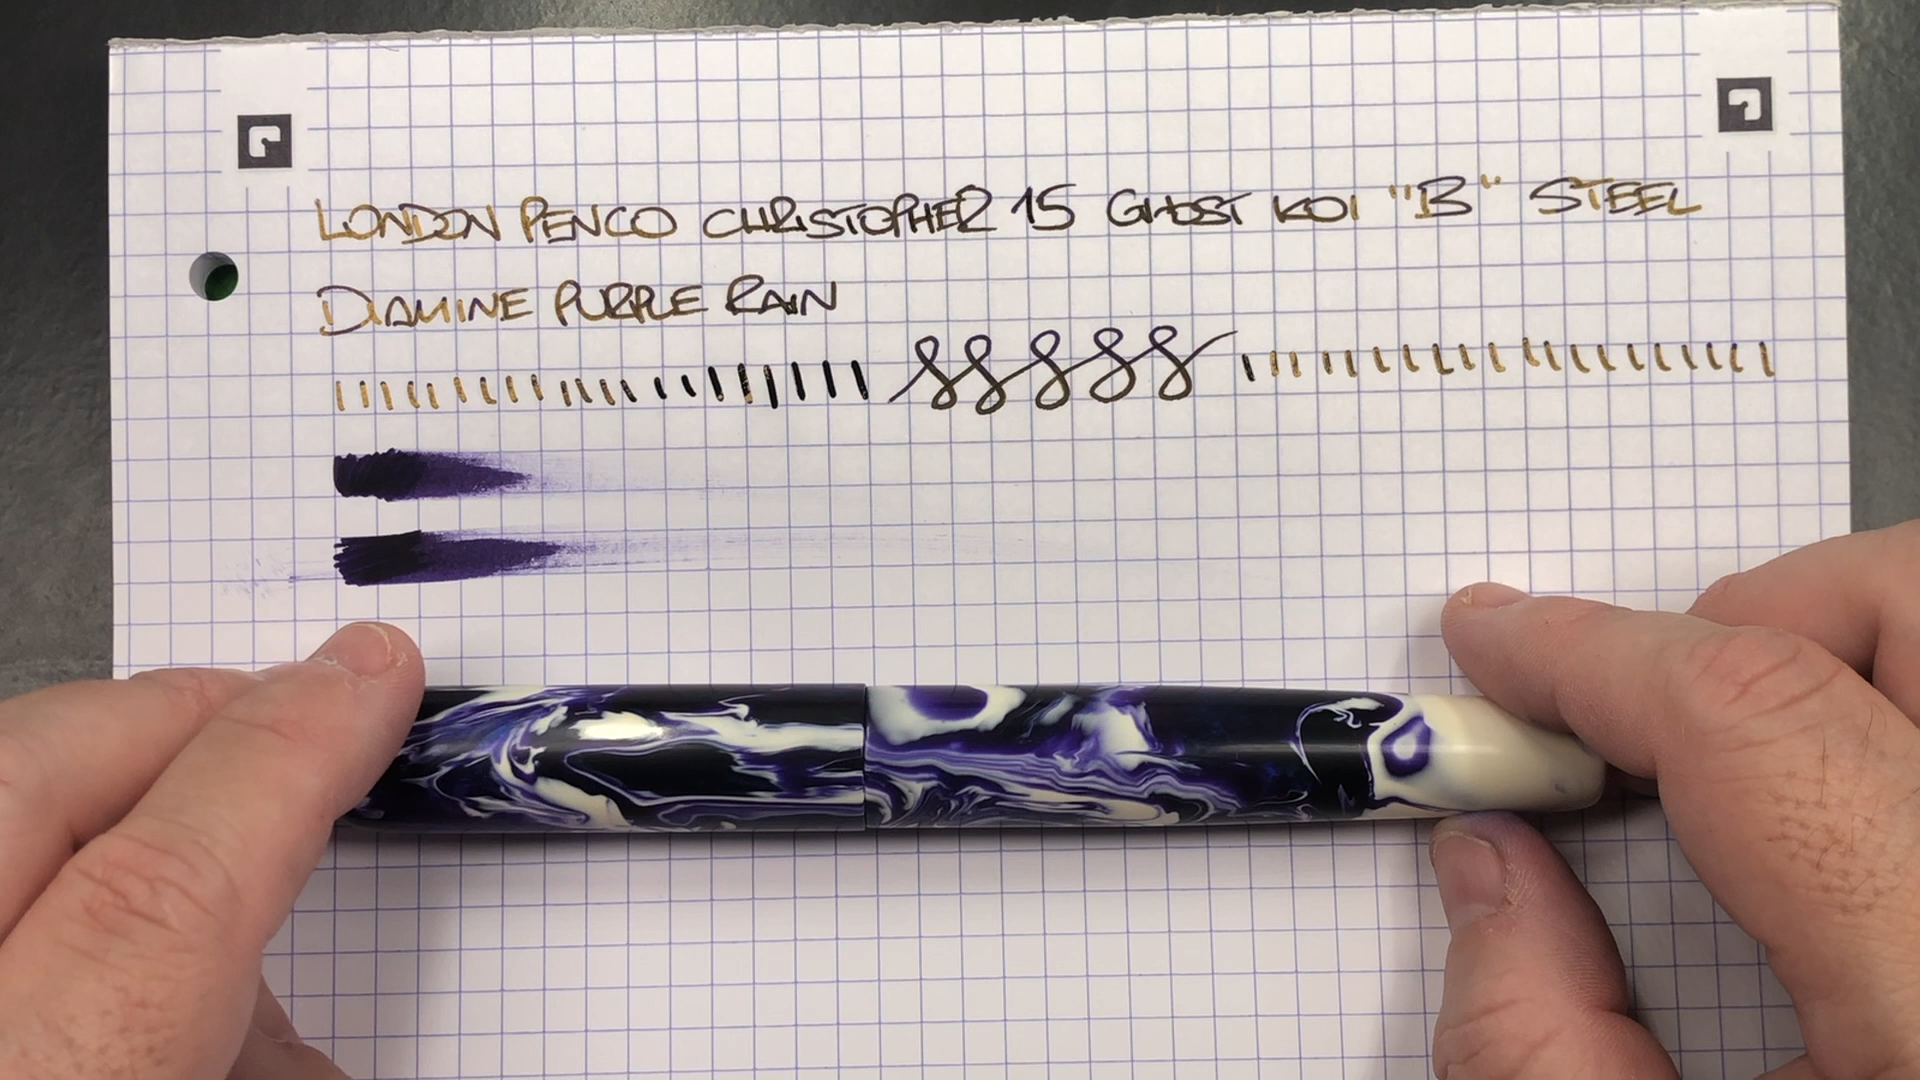 LONDON PENCO CHRISTOPHER 15 GHOST KOI "B" STEEL
DIAMINE PURPLE RAIN